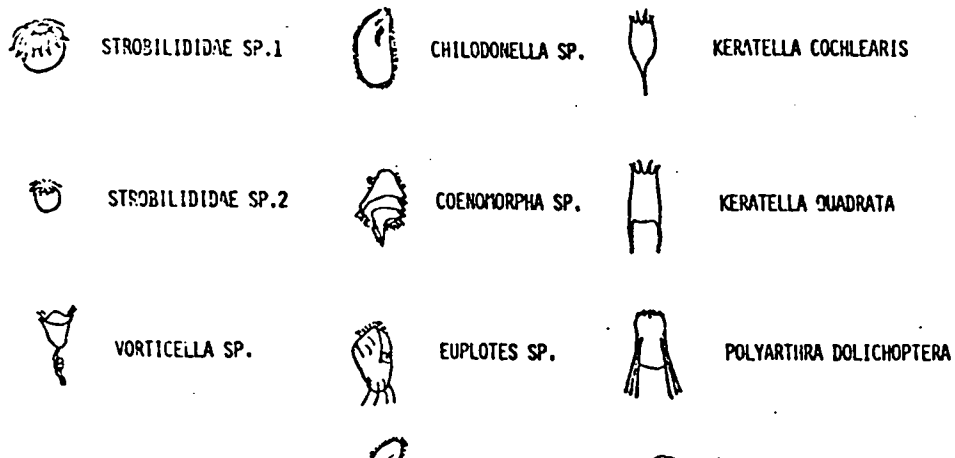 STROBILIDIDAE SP.1 CHILODONELLA SP. KERATELLA COCHLEARIS
STROBILIDIDAE SP.2 COENOMORPHA SP. KERATELLA QUADRATA
VORTICELLA SP. EUPLOTES SP. POLYARTHRA DOLICHOPTERA